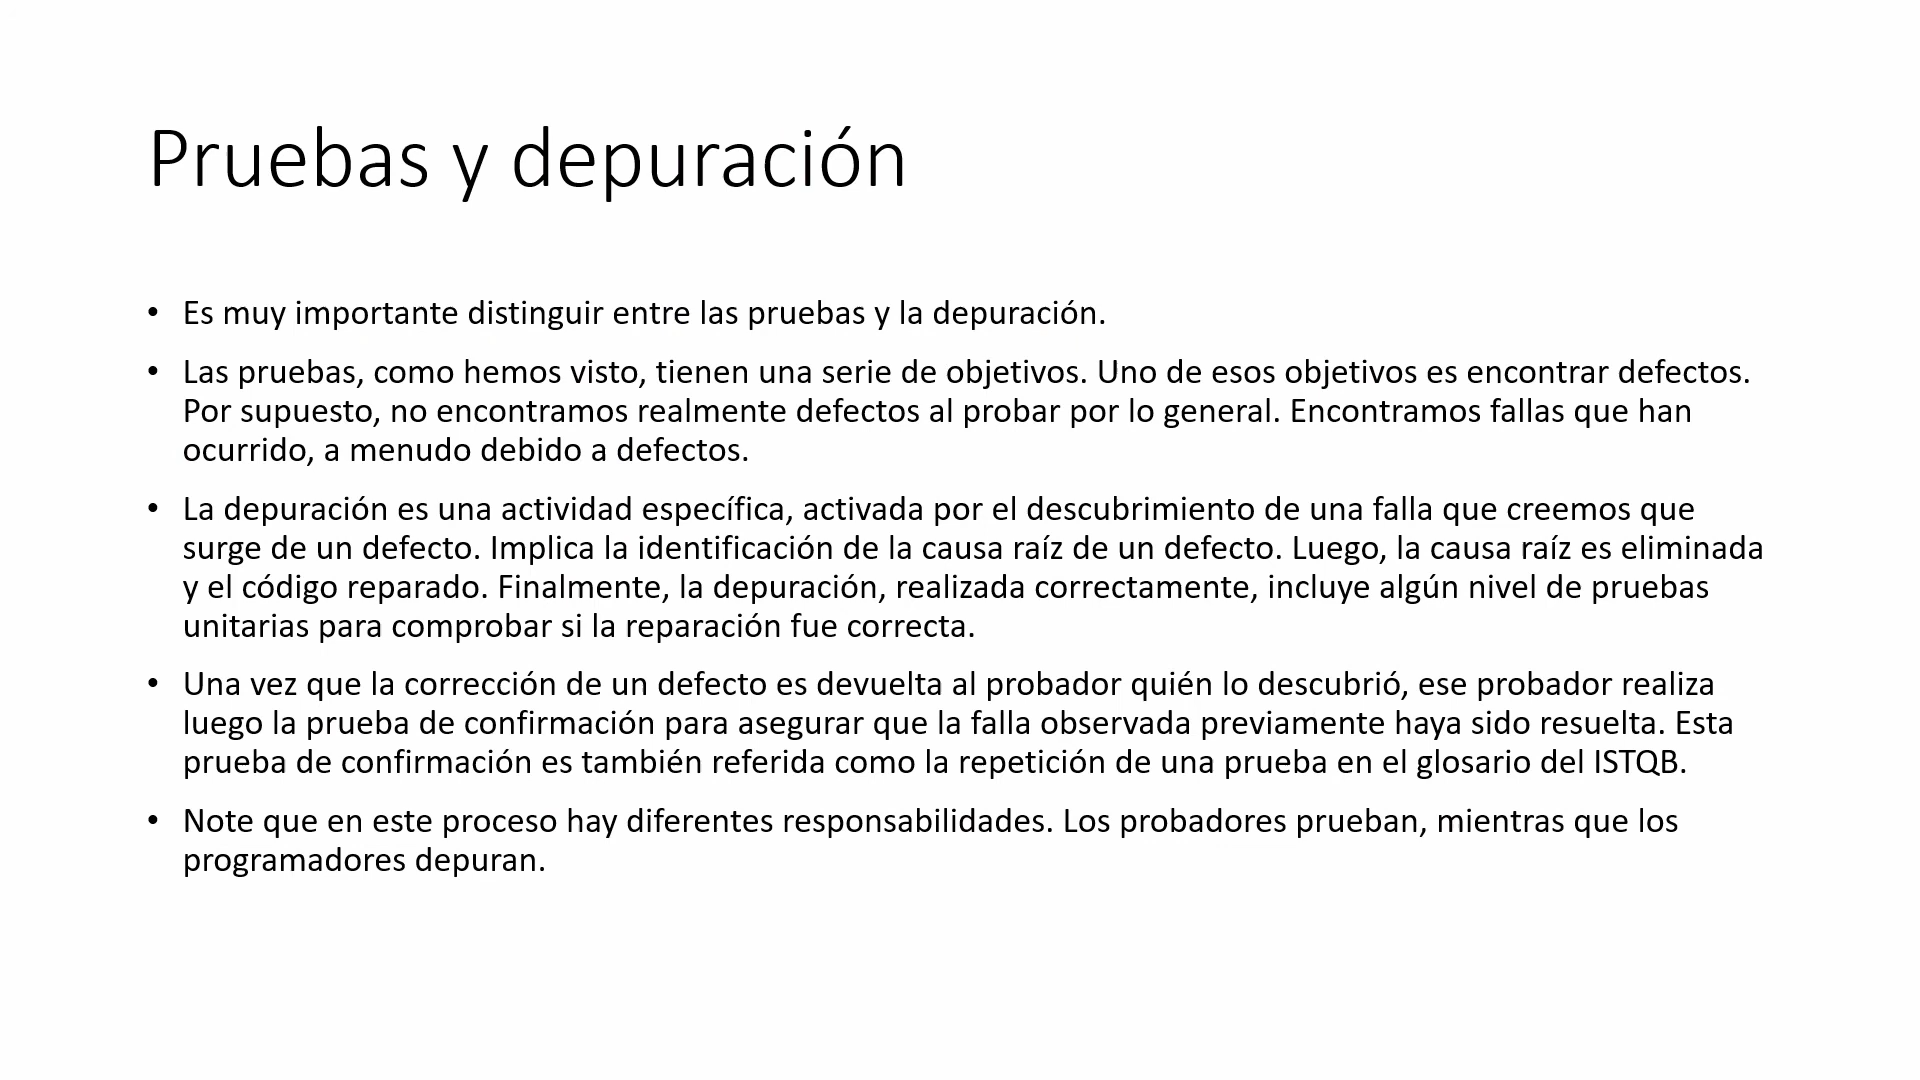 Pruebas y depuración
• Es muy importante distinguir entre las pruebas y la depuración.
• Las pruebas, como hemos visto, tienen una serie de objetivos. Uno de esos objetivos es encontrar defectos.
Por supuesto, no encontramos realmente defectos al probar por lo general. Encontramos fallas que han
ocurrido, a menudo debido a defectos.
• La depuración es una actividad específica, activada por el descubrimiento de una falla que creemos que
surge de un defecto. Implica la identificación de la causa raíz de un defecto. Luego, la causa raíz es eliminada
y el código reparado. Finalmente, la depuración, realizada correctamente, incluye algún nivel de pruebas
unitarias para comprobar si la reparación fue correcta.
• Una vez que la corrección de un defecto es devuelta al probador quién lo descubrió, ese probador realiza
luego la prueba de confirmación para asegurar que la falla observada previamente haya sido resuelta. Esta
prueba de confirmación es también referida como la repetición de una prueba en el glosario del ISTQB.
• Note que en este proceso hay diferentes responsabilidades. Los probadores prueban, mientras que los
programadores depuran.